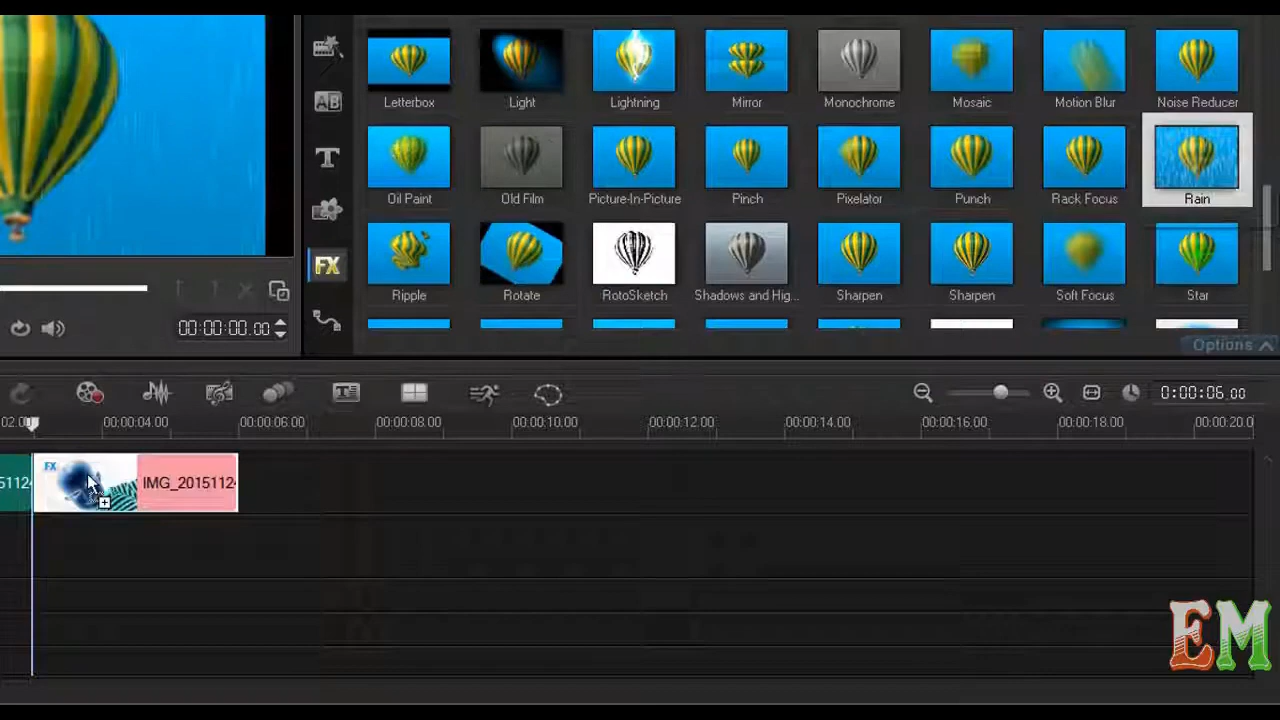 Letterbox Light Lightning Mirror Monochrome Mosaic Motion Blur Noise Reducer
AB
T
Oil Paint Old Film Picture-In-Picture Pinch Pixelator Punch Rack Focus Rain
FX
Ripple Rotate RotoSketch Shadows and Hig... Sharpen Sharpen Soft Focus Star
00:00:00.00
Options
T
0:00:06.00
02.00 00:00:04.00 00:00:06.00 00:00:08.00 00:00:10.00 00:00:12.00 00:00:14.00 00:00:16.00 00:00:18.00 00:00:20.0
FX
51124 IMG_2015112
EM